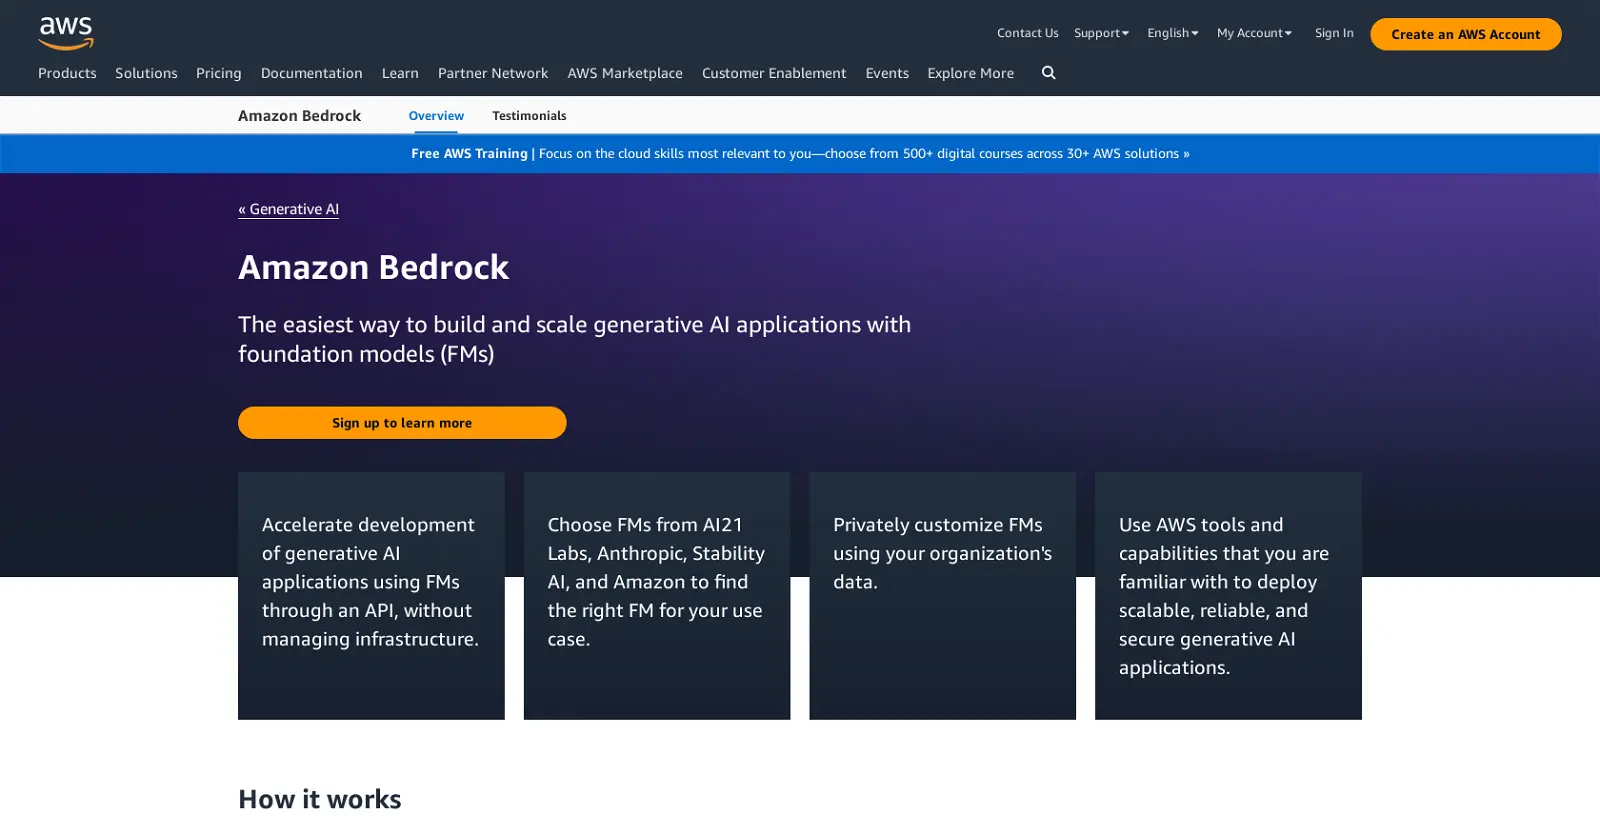 aws
Contact Us Support English My Account Sign In Create an AWS Account
Products Solutions Pricing Documentation Learn Partner Network AWS Marketplace Customer Enablement Events Explore More
Amazon Bedrock Overview Testimonials
Free AWS Training | Focus on the cloud skills most relevant to you—choose from 500+ digital courses across 30+ AWS solutions »
« Generative AI
Amazon Bedrock
The easiest way to build and scale generative AI applications with
foundation models (FMs)
Sign up to learn more
Accelerate development
of generative AI
applications using FMs
through an API, without
managing infrastructure.
Choose FMs from AI21
Labs, Anthropic, Stability
AI, and Amazon to find
the right FM for your use
case.
Privately customize FMs
using your organization's
data.
Use AWS tools and
capabilities that you are
familiar with to deploy
scalable, reliable, and
secure generative AI
applications.
How it works